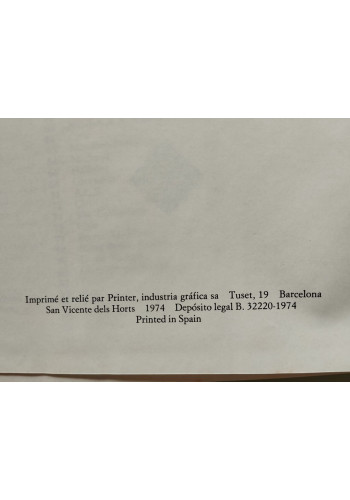 Imprimé et relié par Printer, industria gráfica sa Tuset, 19 Barcelona
San Vicente dels Horts 1974 Depósito legal B. 32220-1974
Printed in Spain